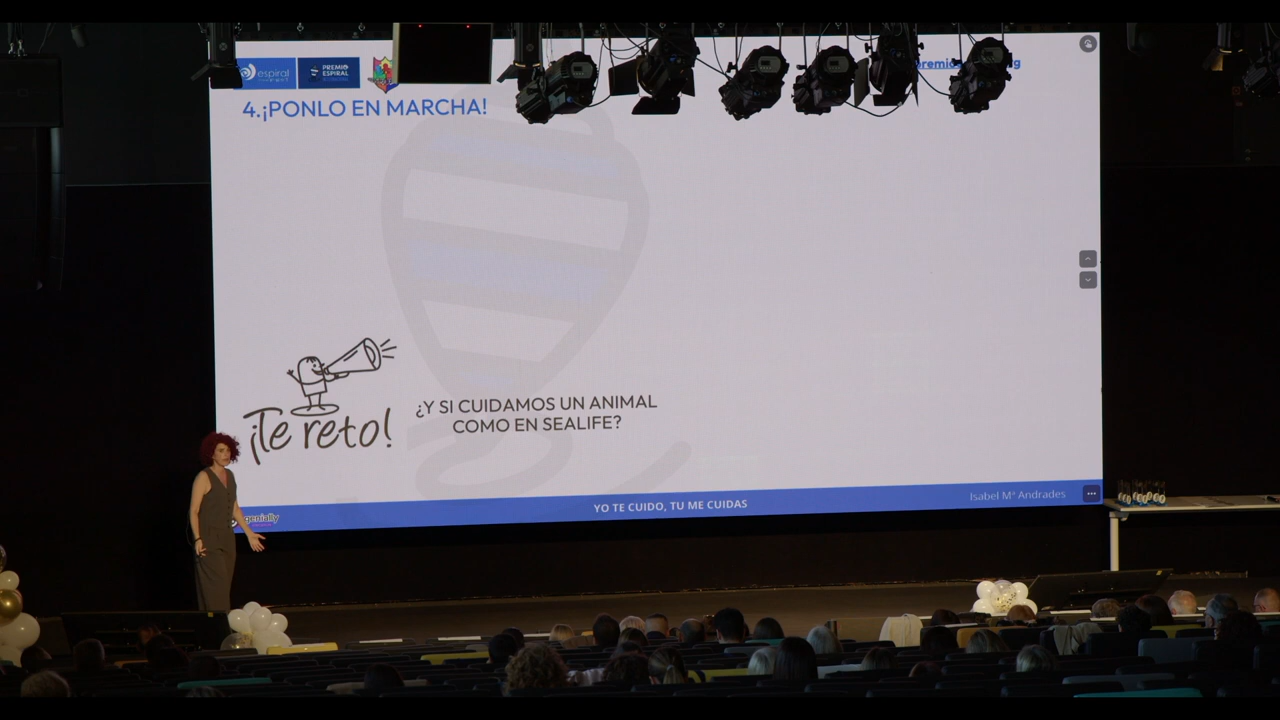 espiral
PREMIO
ESPIRAL
4.¡PONLO EN MARCHA!
¡Te reto!
¿Y SI CUIDAMOS UN ANIMAL
COMO EN SEALIFE?
YO TE CUIDO, TU ME CUIDAS
Isabel Mª Andrades
genially